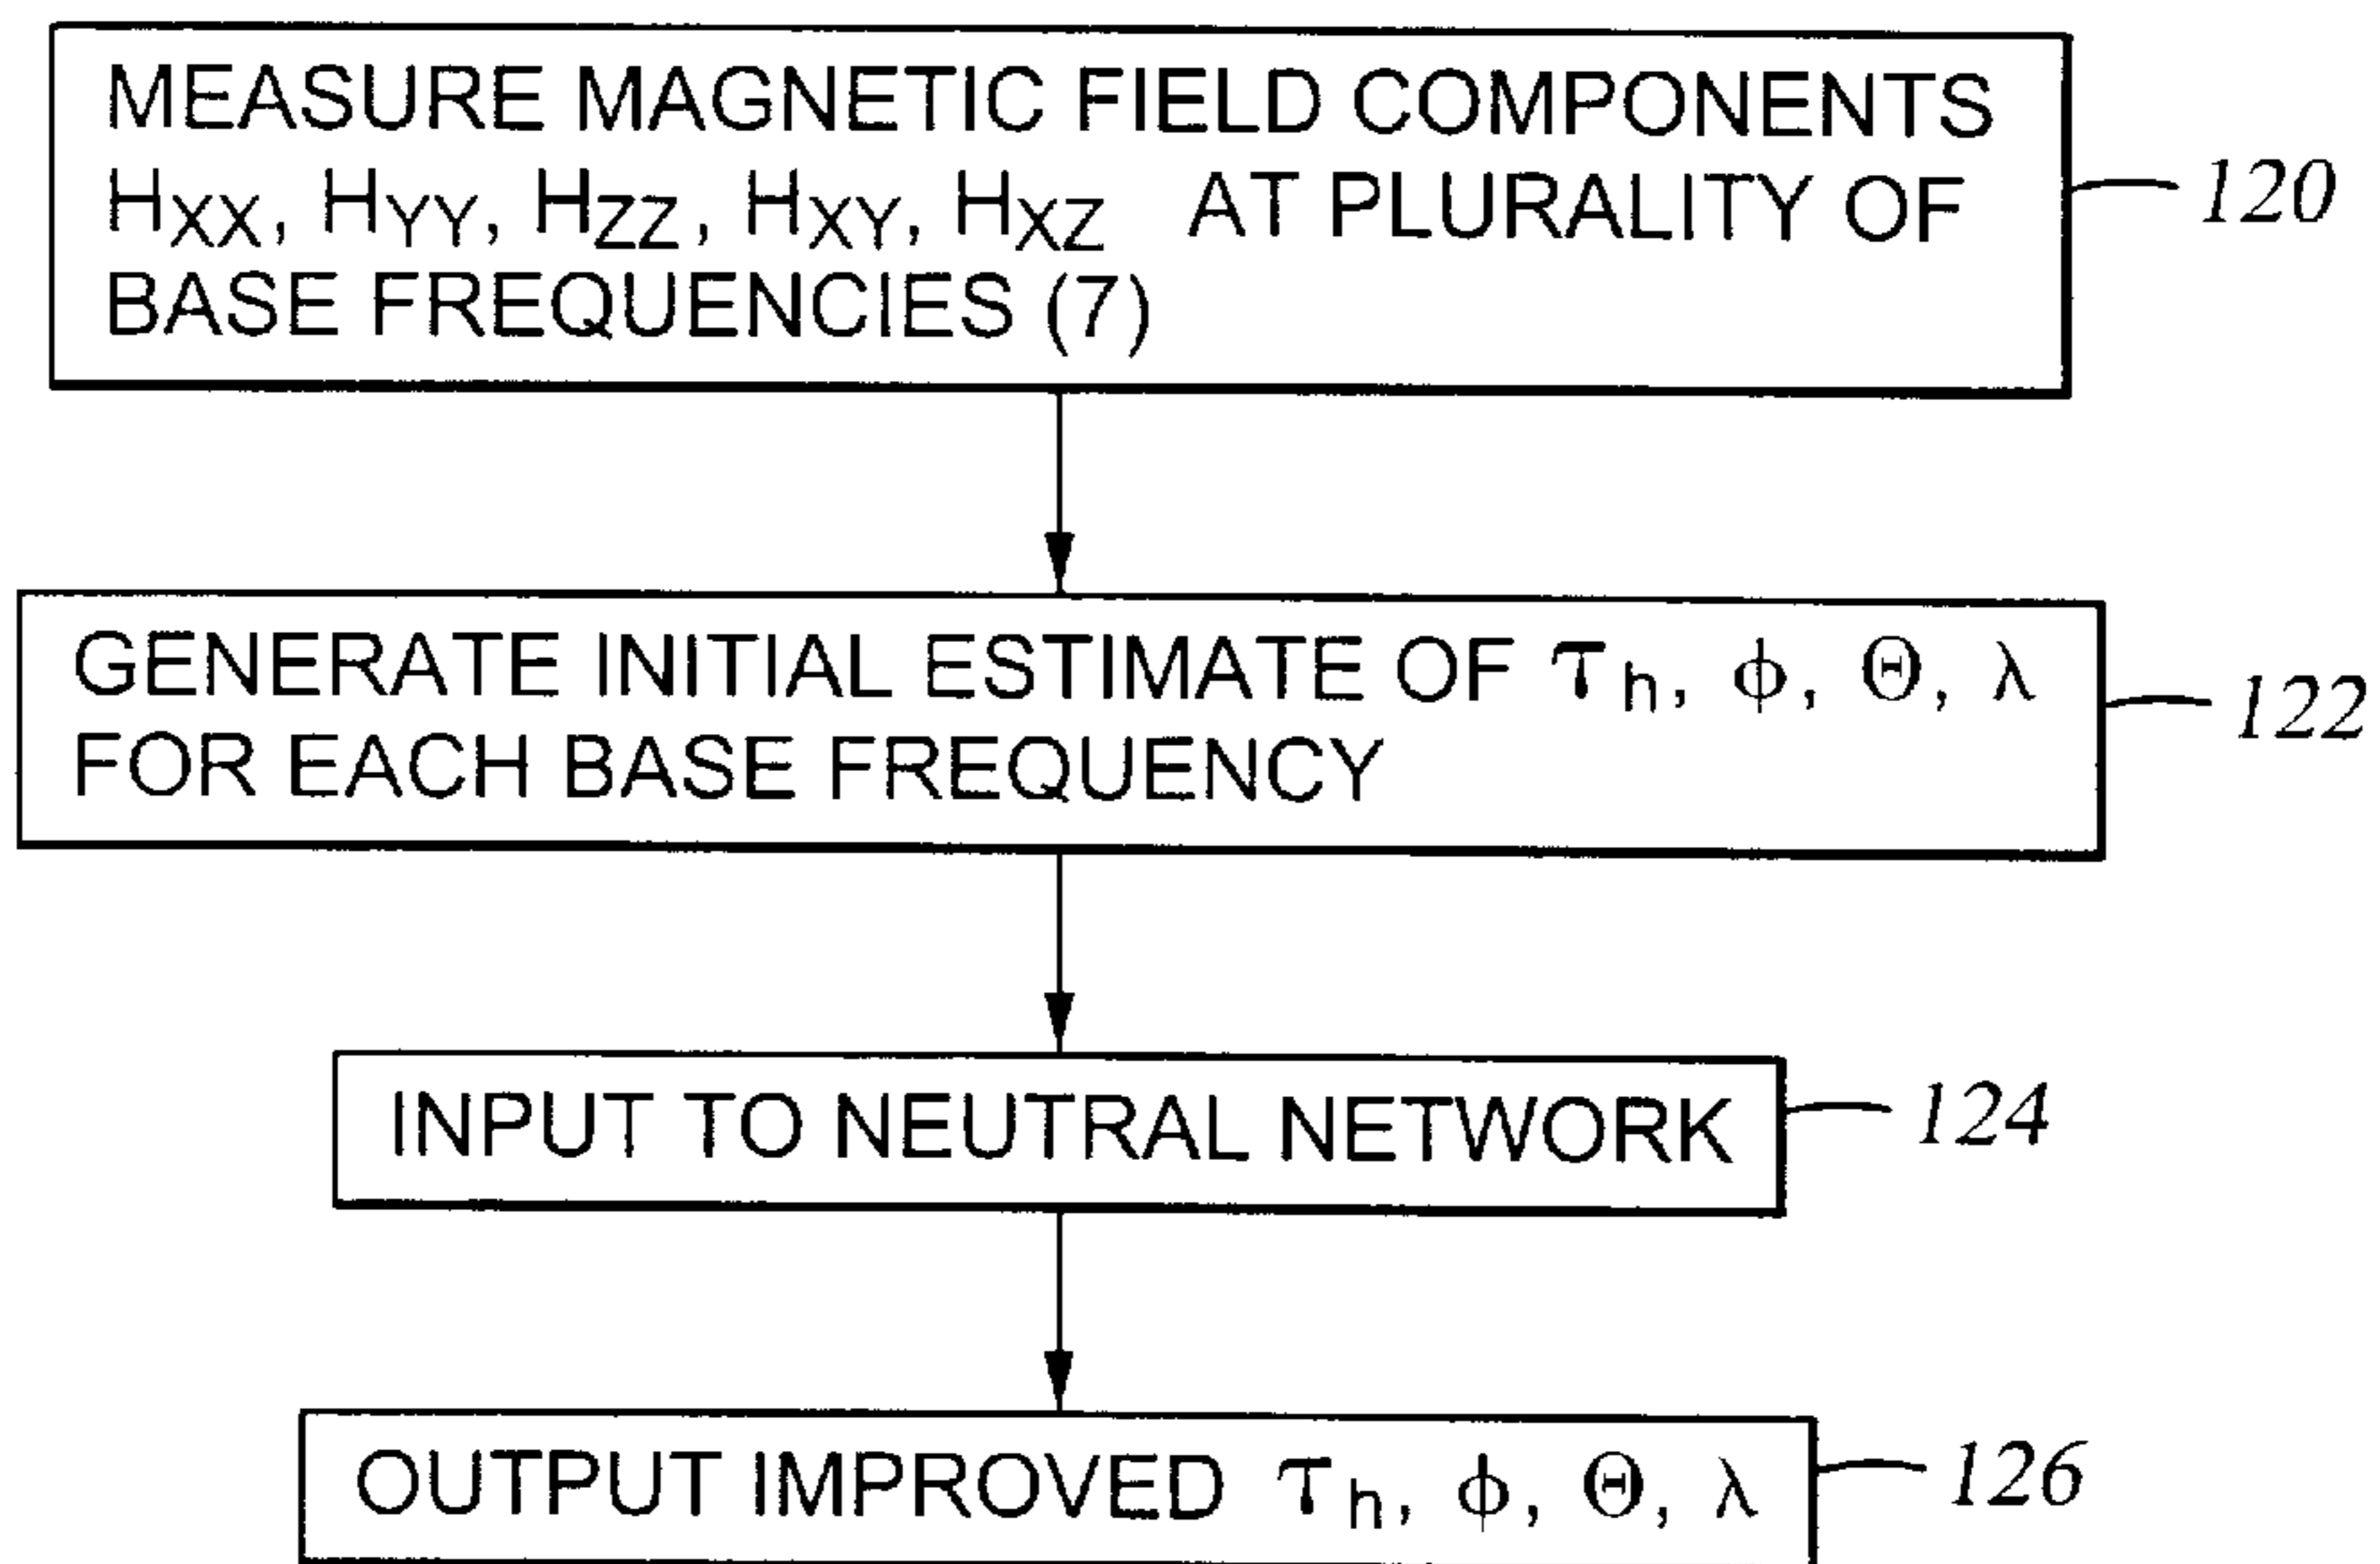 MEASURE MAGNETIC FIELD COMPONENTS
HXX, HYY, HZZ, HXY, HXZ AT PLURALITY OF
BASE FREQUENCIES (7)
120
GENERATE INITIAL ESTIMATE OF τh, ϕ, Θ, λ
FOR EACH BASE FREQUENCY
122
INPUT TO NEUTRAL NETWORK
124
OUTPUT IMPROVED τh, ϕ, Θ, λ
126